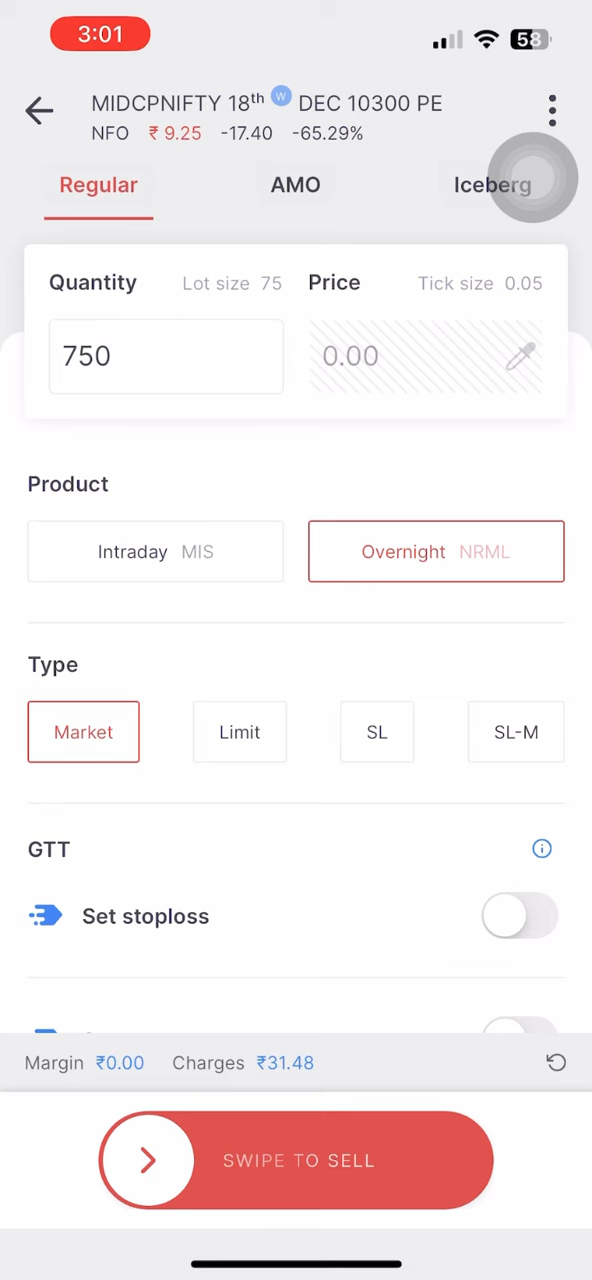 3:01
58
MIDCPNIFTY 18th W DEC 10300 PE
NFO ₹ 9.25 -17.40 -65.29%
Regular AMO Iceberg
Quantity Lot size 75 Price Tick size 0.05
750 0.00
Product
Intraday MIS Overnight NRML
Type
Market Limit SL SL-M
GTT
Set stoploss
Margin ₹0.00 Charges ₹31.48
SWIPE TO SELL